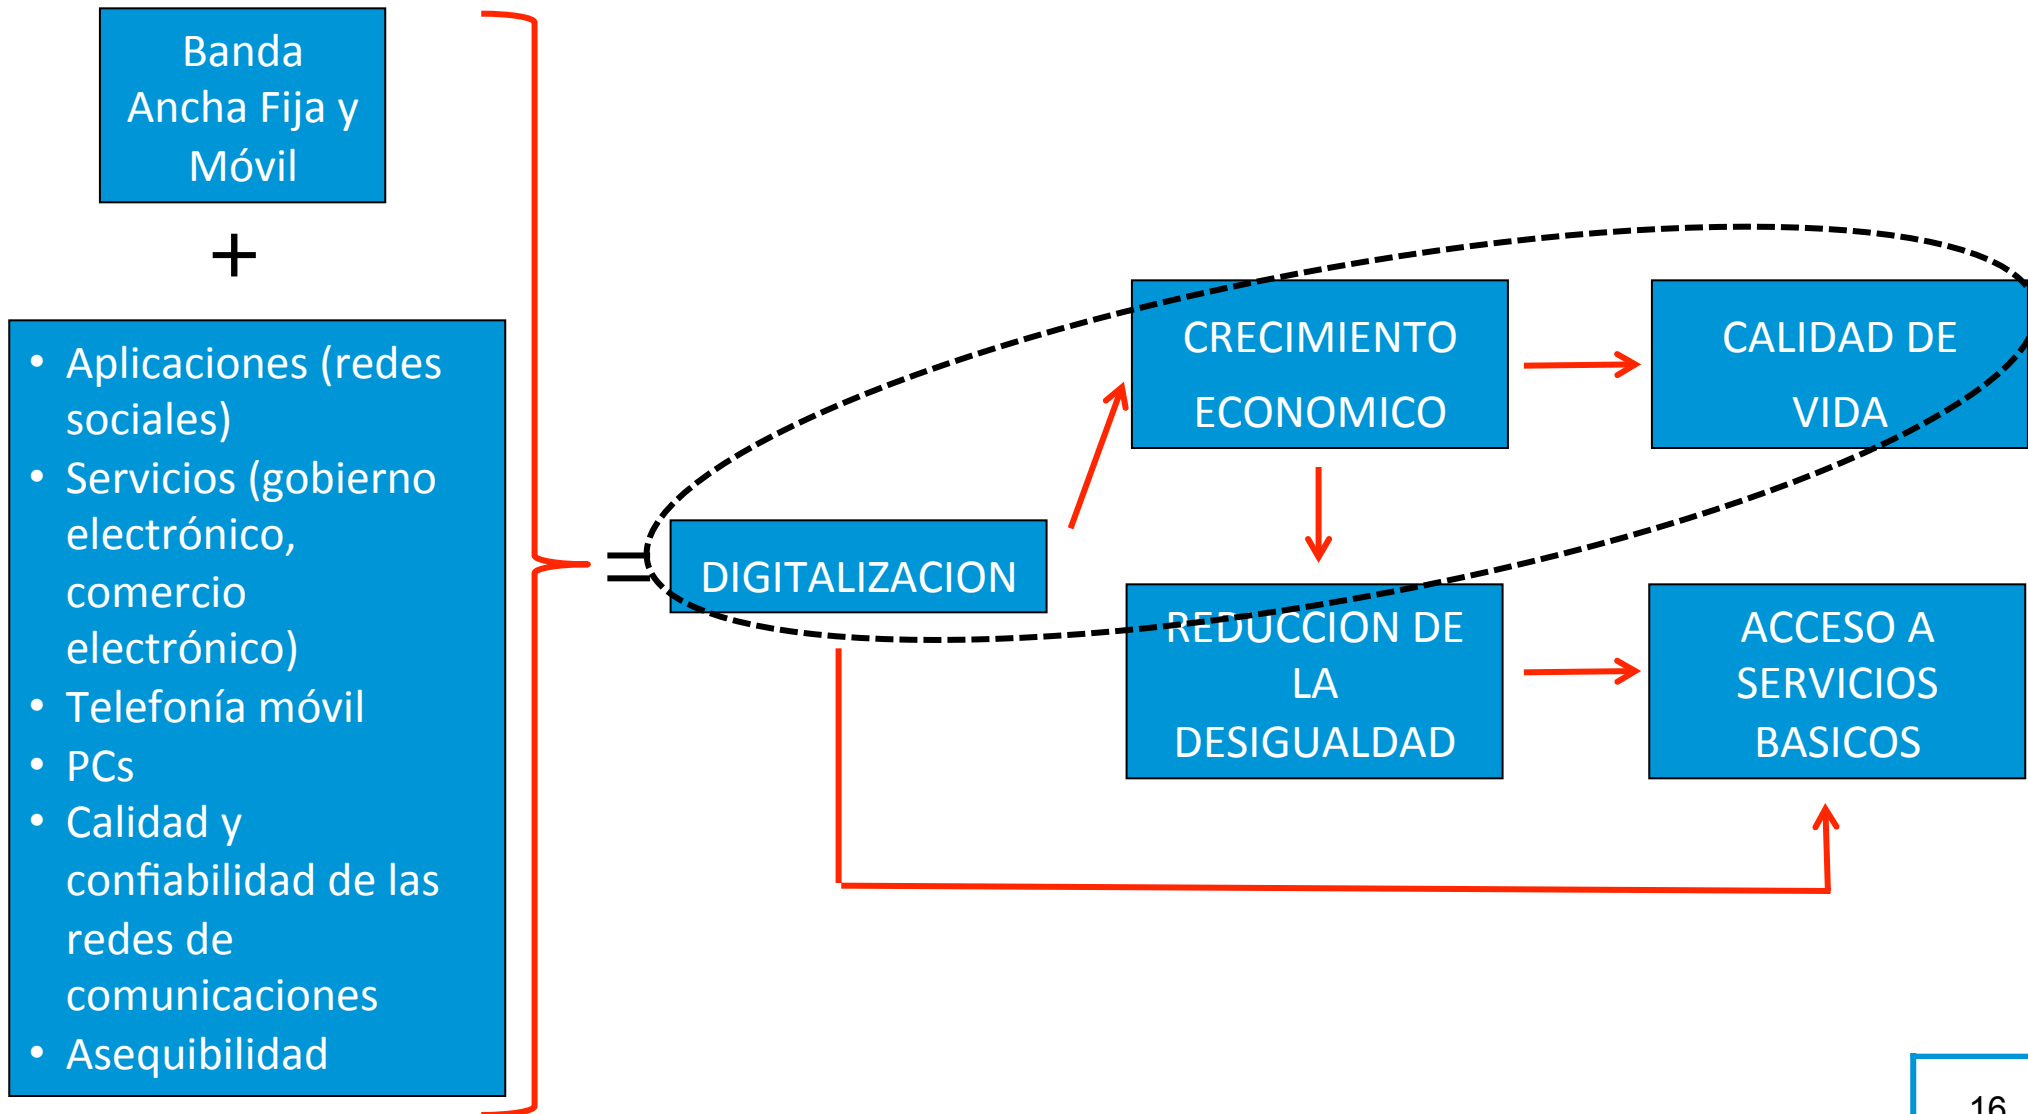 Banda
Ancha Fija y
Móvil
+
• Aplicaciones (redes
sociales)
• Servicios (gobierno
electrónico,
comercio
electrónico)
• Telefonía móvil
• PCs
• Calidad y
confiabilidad de las
redes de
comunicaciones
• Asequibilidad
=
DIGITALIZACION
CRECIMIENTO
ECONOMICO
CALIDAD DE
VIDA
REDUCCION DE
LA
DESIGUALDAD
ACCESO A
SERVICIOS
BASICOS
16